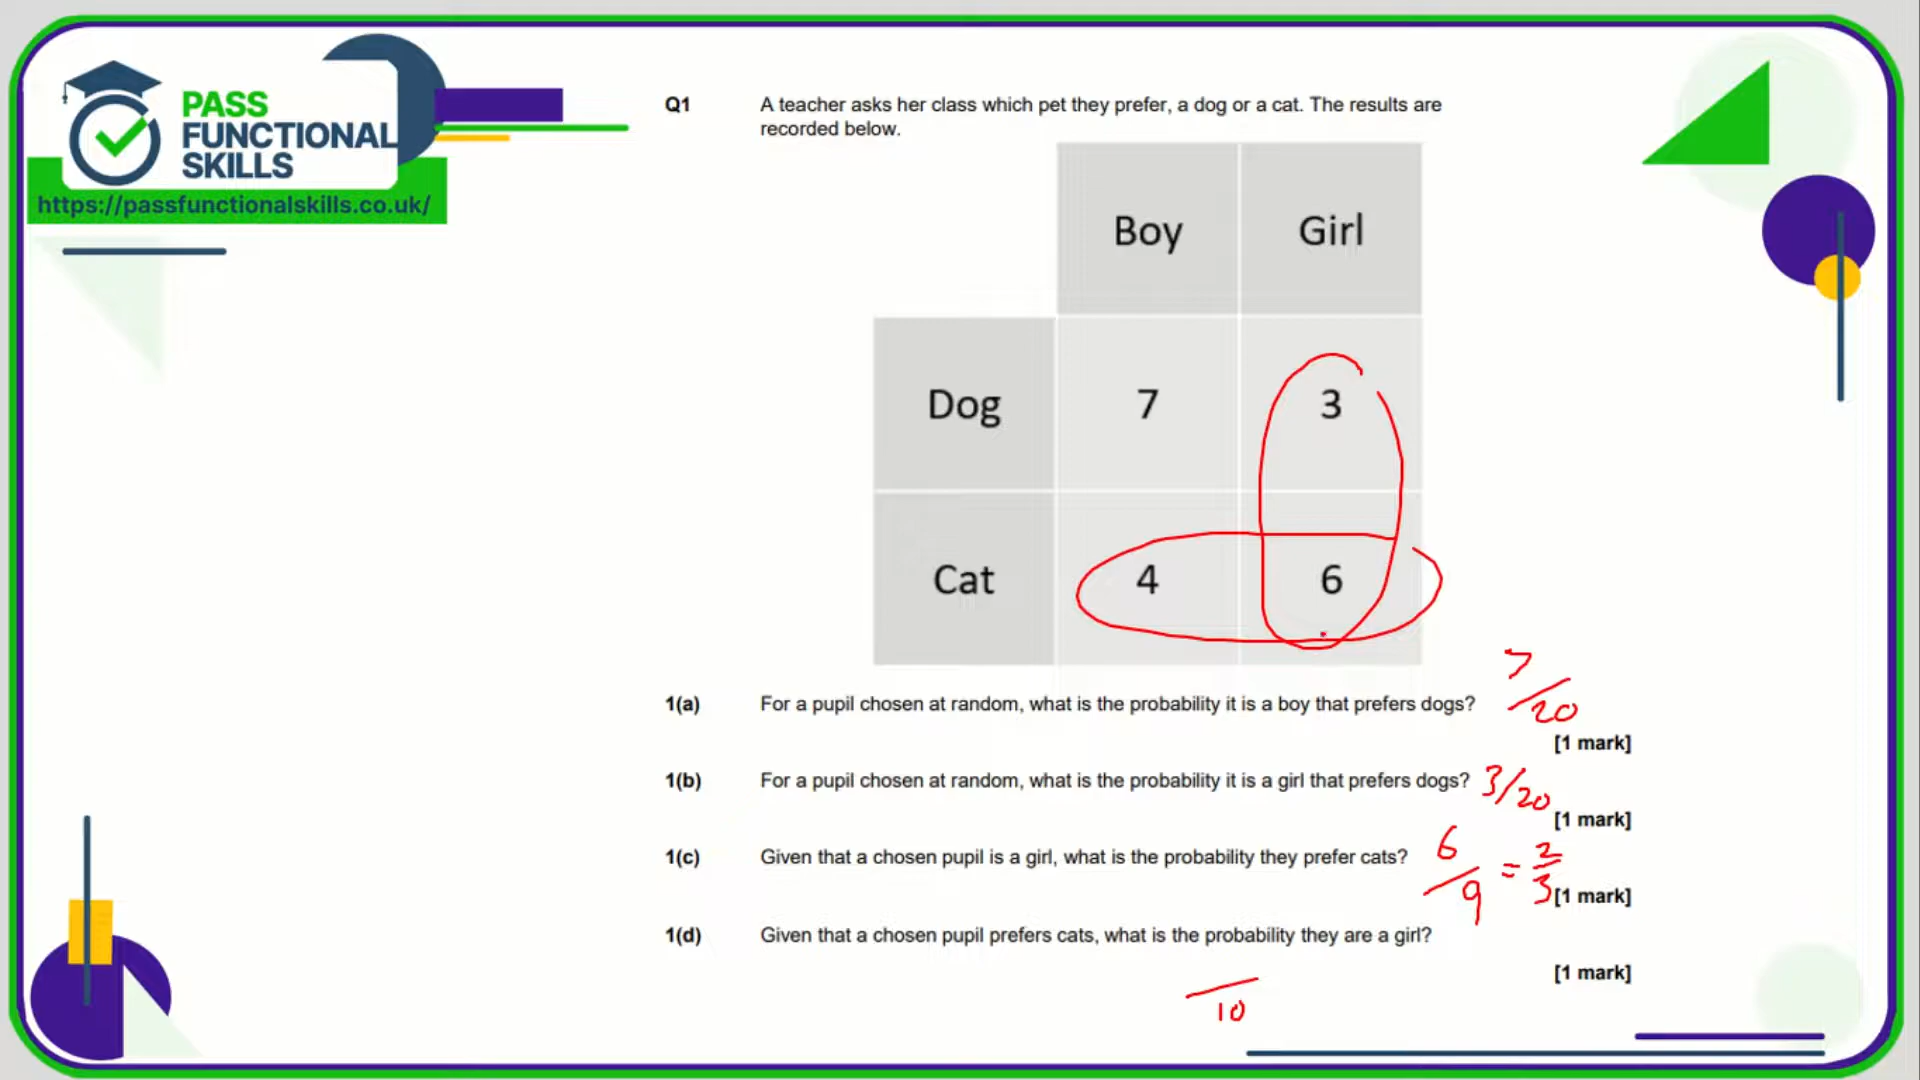 PASS
FUNCTIONAL
SKILLS
https://passfunctionalskills.co.uk/
Q1 A teacher asks her class which pet they prefer, a dog or a cat. The results are
recorded below.
Boy Girl
Dog 7 3
Cat 4 6
1(a) For a pupil chosen at random, what is the probability it is a boy that prefers dogs? 7/20
[1 mark]
1(b) For a pupil chosen at random, what is the probability it is a girl that prefers dogs? 3/20
[1 mark]
1(c) Given that a chosen pupil is a girl, what is the probability they prefer cats? 6/9 = 2/3
[1 mark]
1(d) Given that a chosen pupil prefers cats, what is the probability they are a girl?
[1 mark]
/10